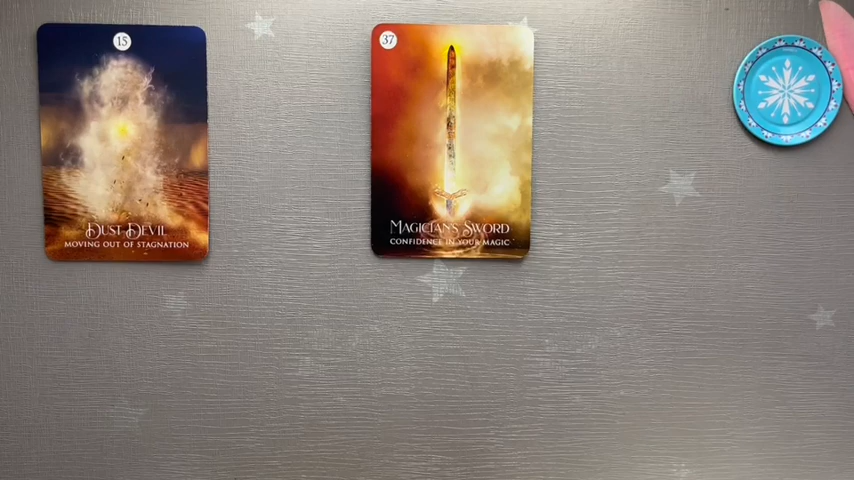 15
DUST DEVIL
MOVING OUT OF STAGNATION
37
MAGICIAN'S SWORD
CONFIDENCE IN YOUR MAGIC